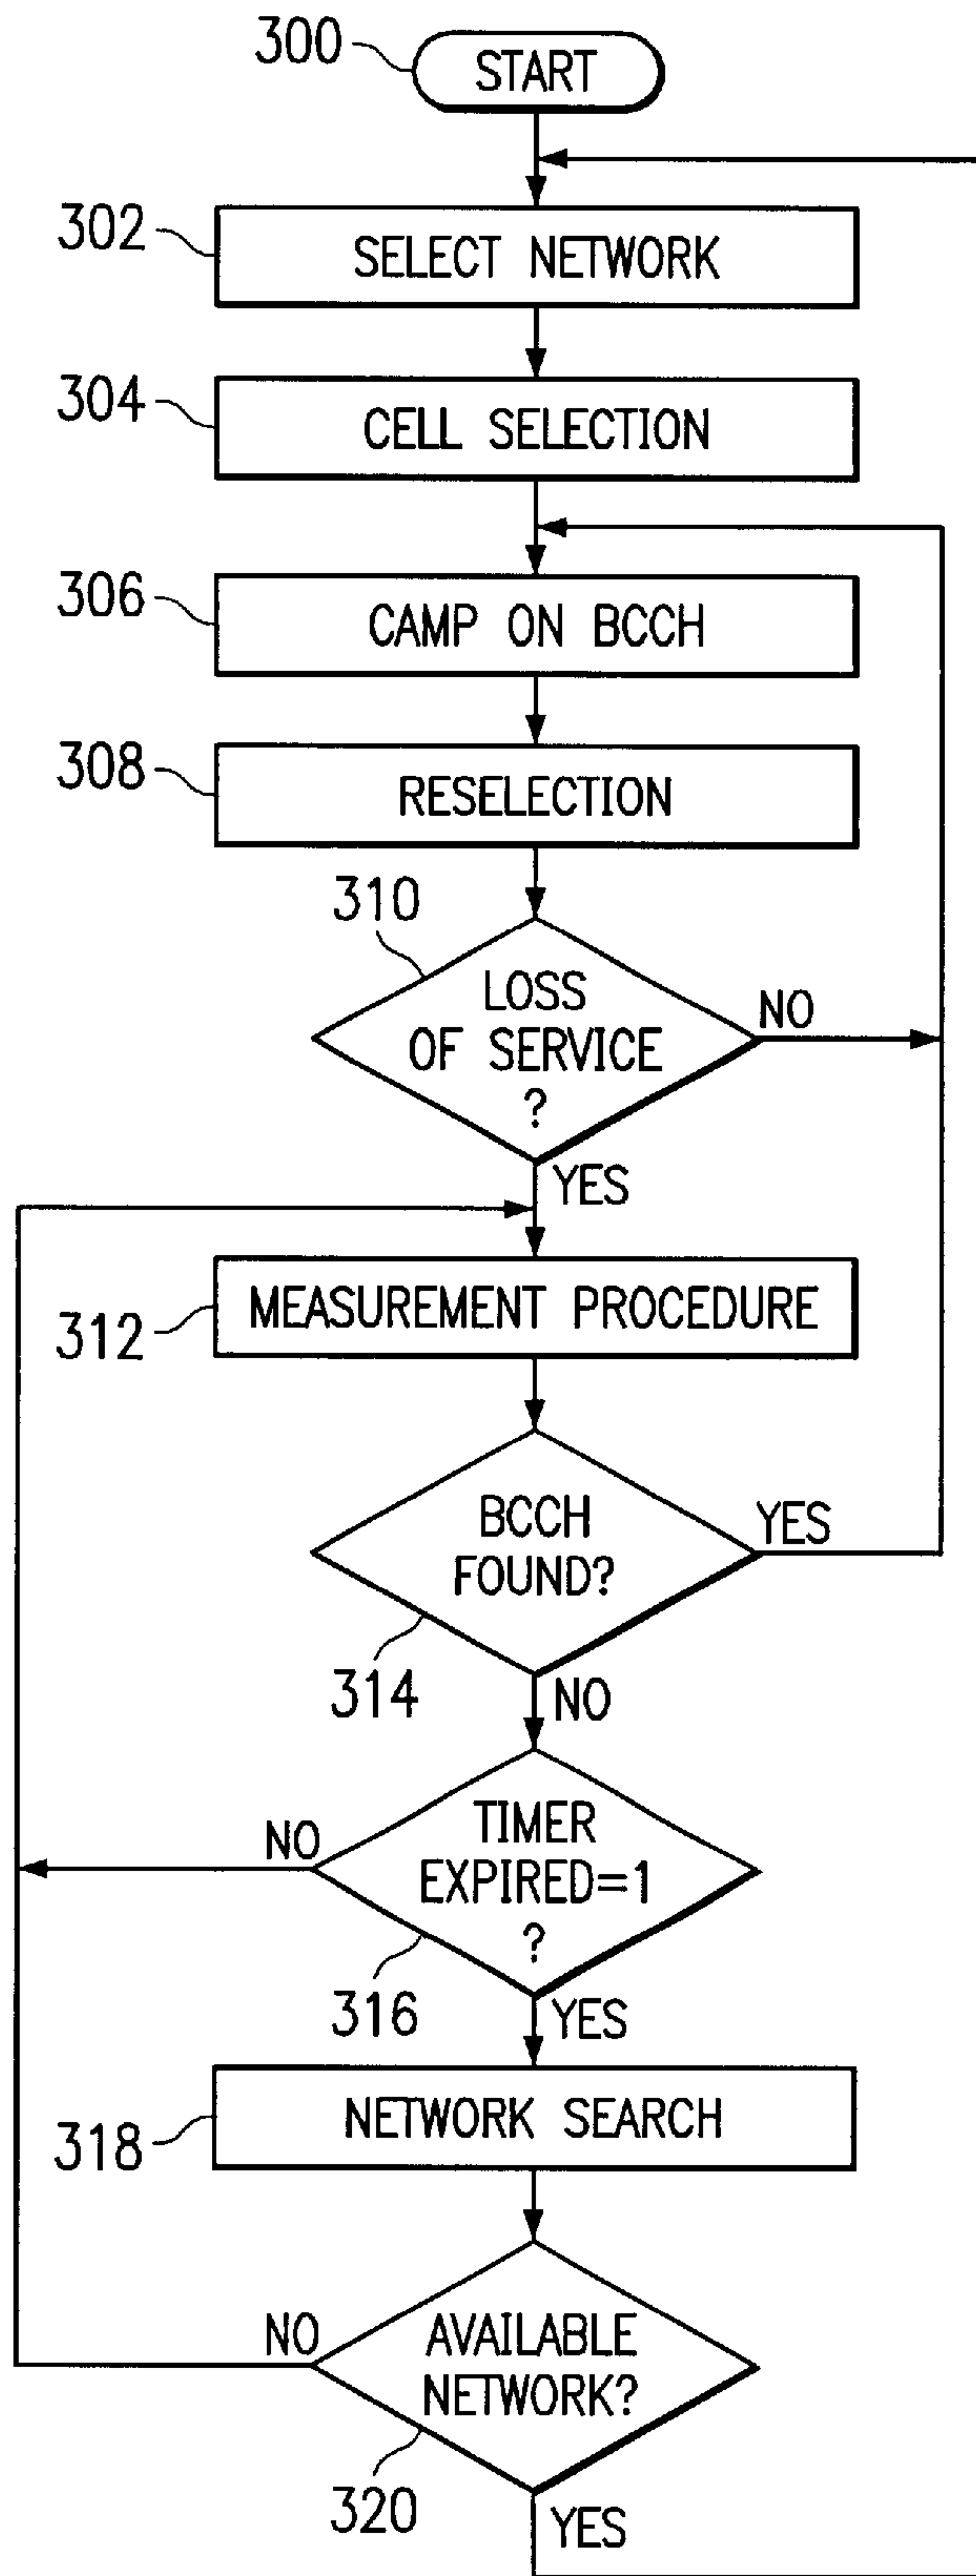 300
START
302
SELECT NETWORK
304
CELL SELECTION
306
CAMP ON BCCH
308
RESELECTION
310
LOSS
OF SERVICE
?
NO
YES
312
MEASUREMENT PROCEDURE
BCCH
FOUND?
YES
314
NO
TIMER
EXPIRED=1
?
NO
316
YES
318
NETWORK SEARCH
NO
AVAILABLE
NETWORK?
320
YES